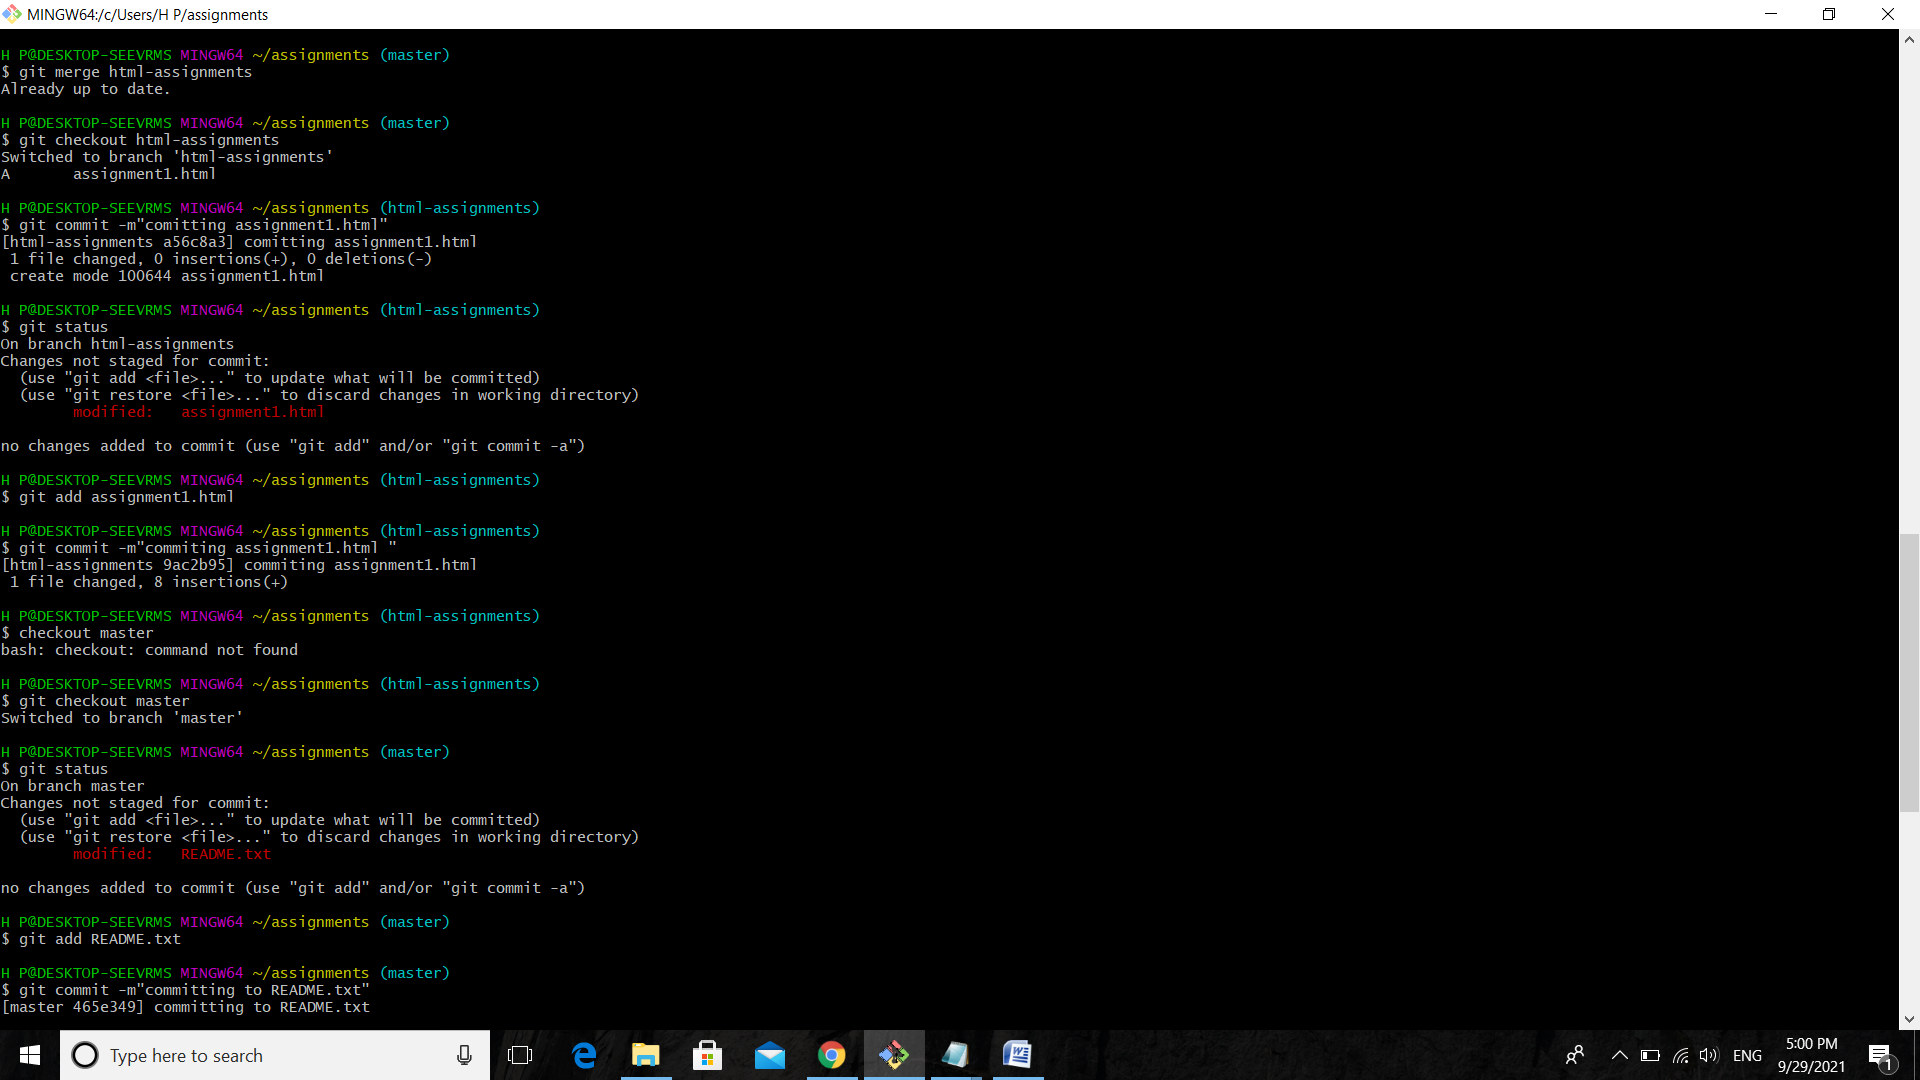 MINGW64:/c/Users/H P/assignments
H P@DESKTOP-SEEVRMS MINGW64 ~/assignments (master)
$ git merge html-assignments
Already up to date.
H P@DESKTOP-SEEVRMS MINGW64 ~/assignments (master)
$ git checkout html-assignments
Switched to branch 'html-assignments'
A       assignment1.html
H P@DESKTOP-SEEVRMS MINGW64 ~/assignments (html-assignments)
$ git commit -m"comitting assignment1.html"
[html-assignments a56c8a3] comitting assignment1.html
 1 file changed, 0 insertions(+), 0 deletions(-)
 create mode 100644 assignment1.html
H P@DESKTOP-SEEVRMS MINGW64 ~/assignments (html-assignments)
$ git status
On branch html-assignments
Changes not staged for commit:
  (use "git add <file>..." to update what will be committed)
  (use "git restore <file>..." to discard changes in working directory)
        modified:   assignment1.html
no changes added to commit (use "git add" and/or "git commit -a")
H P@DESKTOP-SEEVRMS MINGW64 ~/assignments (html-assignments)
$ git add assignment1.html
H P@DESKTOP-SEEVRMS MINGW64 ~/assignments (html-assignments)
$ git commit -m"commiting assignment1.html "
[html-assignments 9ac2b95] commiting assignment1.html
 1 file changed, 8 insertions(+)
H P@DESKTOP-SEEVRMS MINGW64 ~/assignments (html-assignments)
$ checkout master
bash: checkout: command not found
H P@DESKTOP-SEEVRMS MINGW64 ~/assignments (html-assignments)
$ git checkout master
Switched to branch 'master'
H P@DESKTOP-SEEVRMS MINGW64 ~/assignments (master)
$ git status
On branch master
Changes not staged for commit:
  (use "git add <file>..." to update what will be committed)
  (use "git restore <file>..." to discard changes in working directory)
        modified:   README.txt
no changes added to commit (use "git add" and/or "git commit -a")
H P@DESKTOP-SEEVRMS MINGW64 ~/assignments (master)
$ git add README.txt
H P@DESKTOP-SEEVRMS MINGW64 ~/assignments (master)
$ git commit -m"committing to README.txt"
[master 465e349] committing to README.txt
Type here to search
ENG
5:00 PM
9/29/2021
1